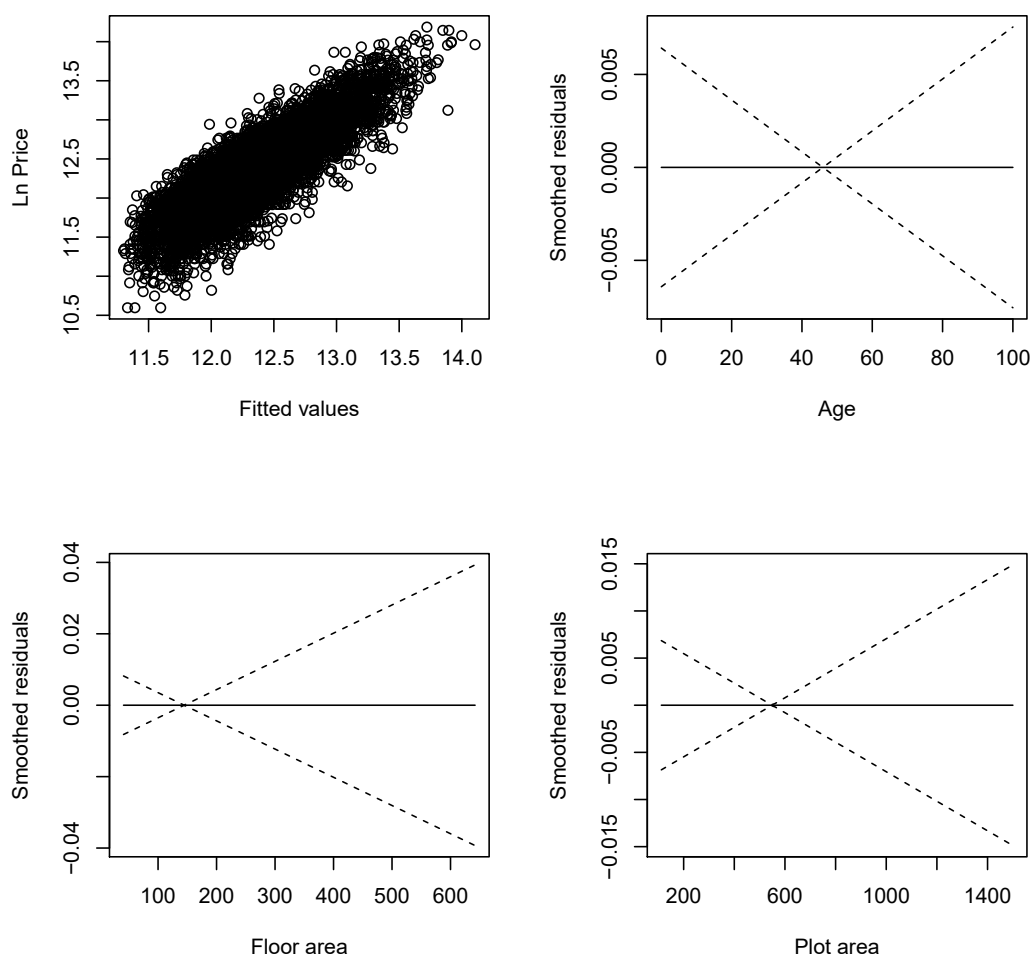 Ln Price
13.5
12.5
11.5
10.5
11.5 12.0 12.5 13.0 13.5 14.0
Fitted values
Smoothed residuals
0.005
0.000
−0.005
0 20 40 60 80 100
Age
Smoothed residuals
0.04
0.02
0.00
−0.04
100 200 300 400 500 600
Floor area
Smoothed residuals
0.015
0.005
−0.005
−0.015
200 600 1000 1400
Plot area